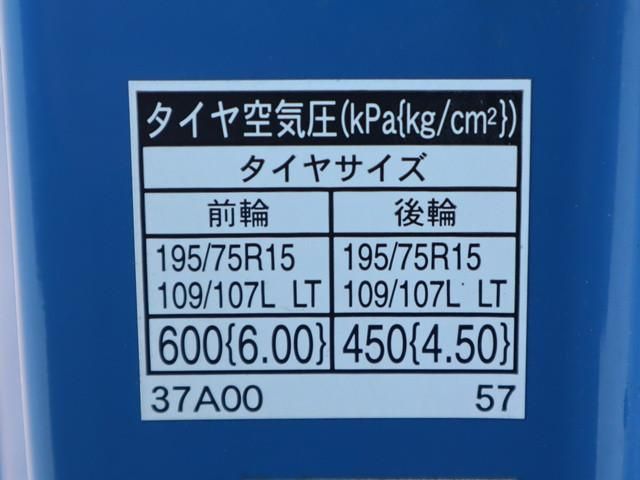 タイヤ空気圧(kPa{kg/cm²})
タイヤサイズ
前輪 後輪
195/75R15 195/75R15
109/107L LT 109/107L LT
600{6.00} 450{4.50}
37A00 57